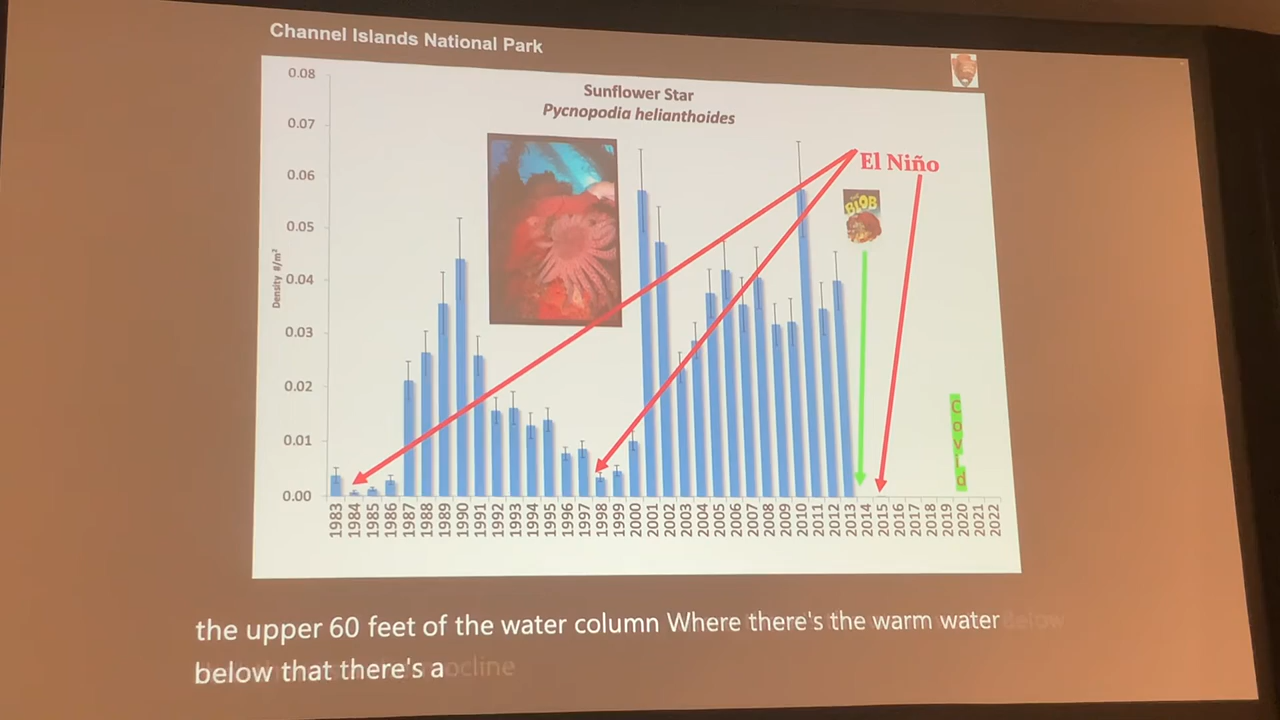 Channel Islands National Park
Sunflower Star
Pycnopodia helianthoides
El Niño
BLOB
Covid
Density #/m²
0.08
0.07
0.06
0.05
0.04
0.03
0.02
0.01
0.00
1983 1984 1985 1986 1987 1988 1989 1990 1991 1992 1993 1994 1995 1996 1997 1998 1999 2000 2001 2002 2003 2004 2005 2006 2007 2008 2009 2010 2011 2012 2013 2014 2015 2016 2017 2018 2019 2020 2021 2022
the upper 60 feet of the water column Where there's the warm water
below that there's a